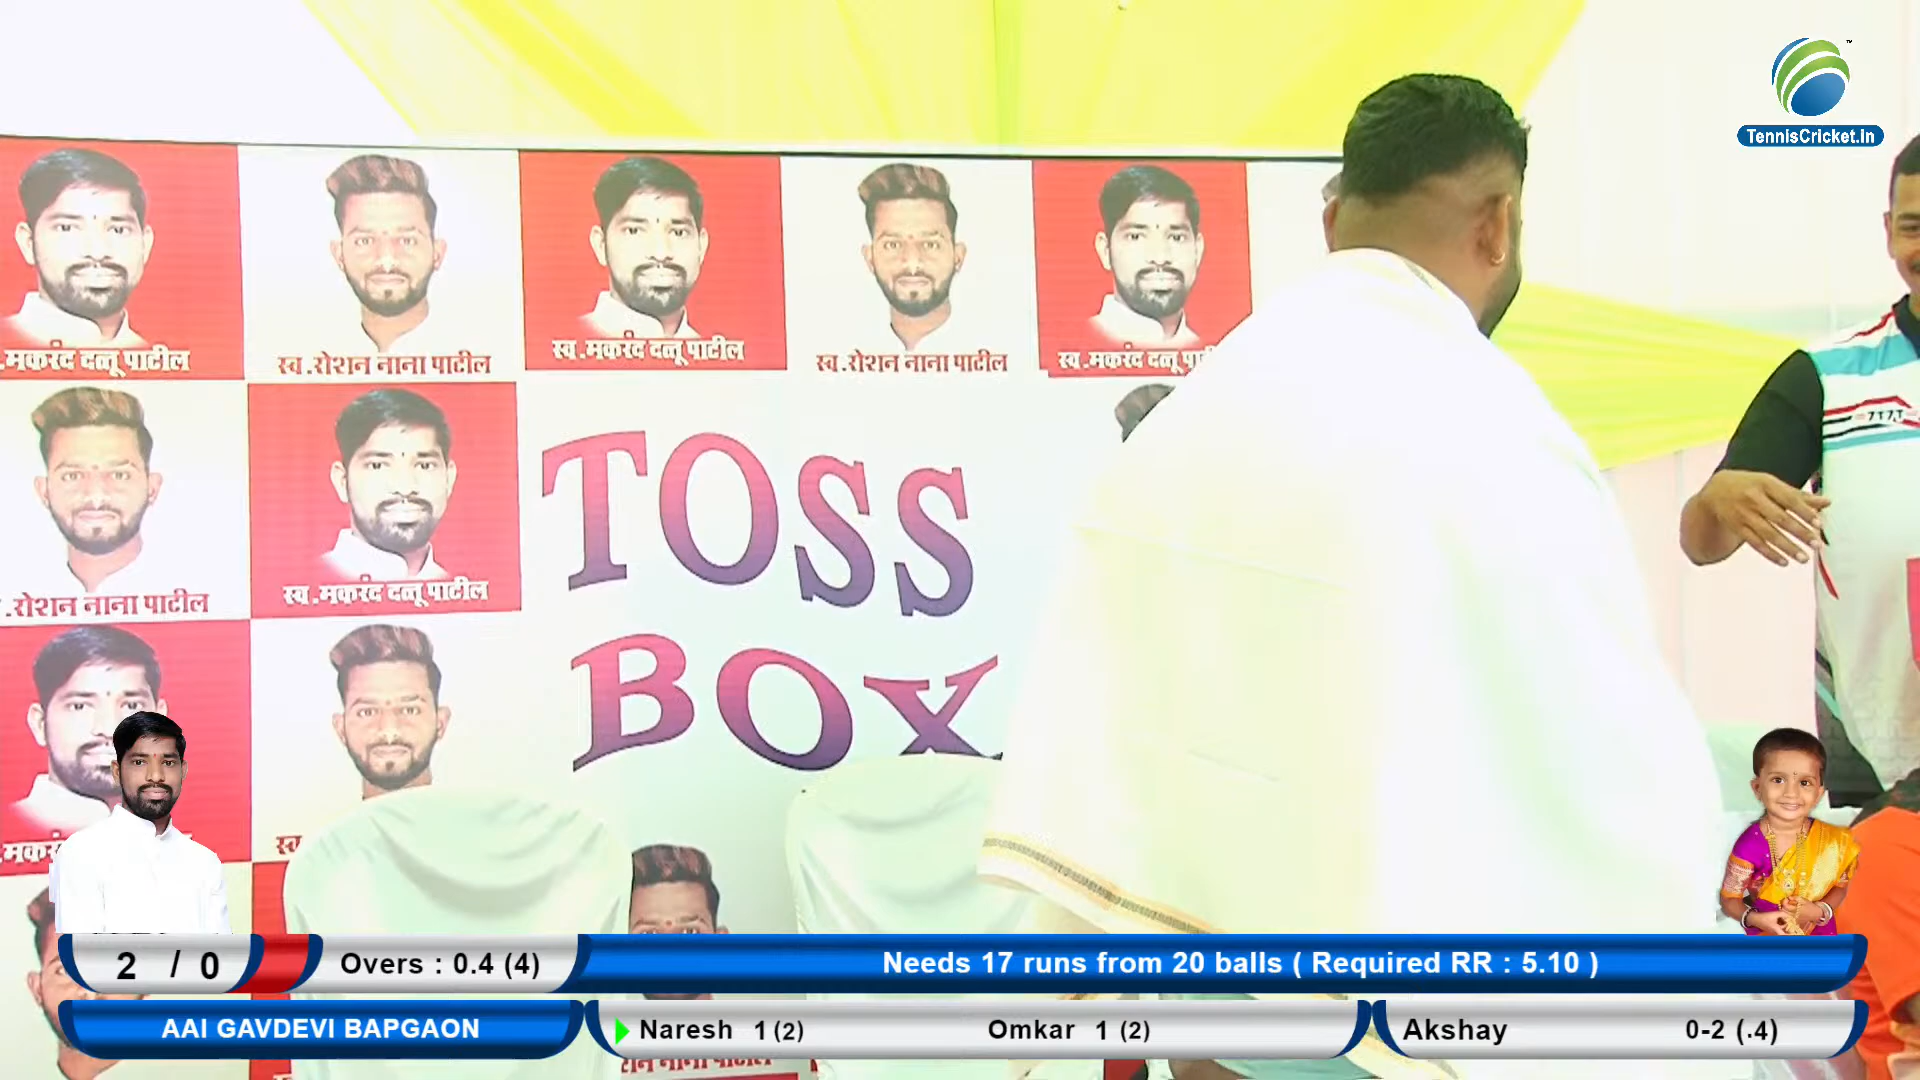 TM
TennisCricket.in
.मकरंद दत्तू पाटील
स्व.रोशन नाना पाटील
स्व.मकरंद दत्तू पाटील
स्व.रोशन नाना पाटील
स्व.मकरंद दत्तू
7173
TOSS
BOX
.रोशन नाना पाटील
स्व.मकरंद दत्तू पाटील
स्व
2 / 0
Overs : 0.4 (4)
Needs 17 runs from 20 balls ( Required RR : 5.10 )
AAI GAVDEVI BAPGAON
Naresh 1 (2)
Omkar 1 (2)
Akshay 0-2 (.4)